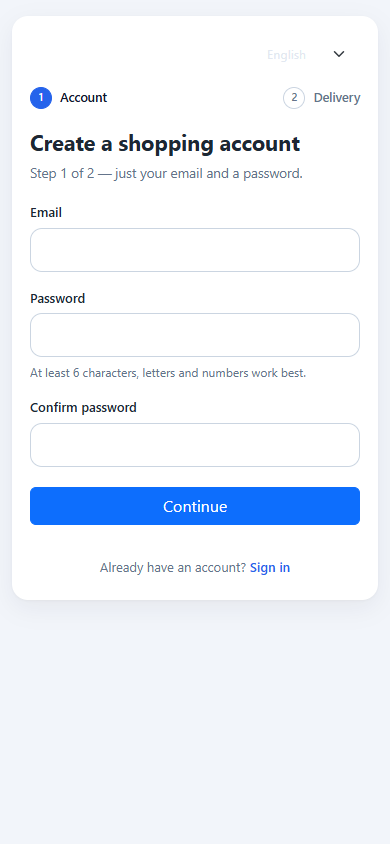 English
1 Account 2 Delivery
Create a shopping account
Step 1 of 2 — just your email and a password.
Email
Password
At least 6 characters, letters and numbers work best.
Confirm password
Continue
Already have an account? Sign in